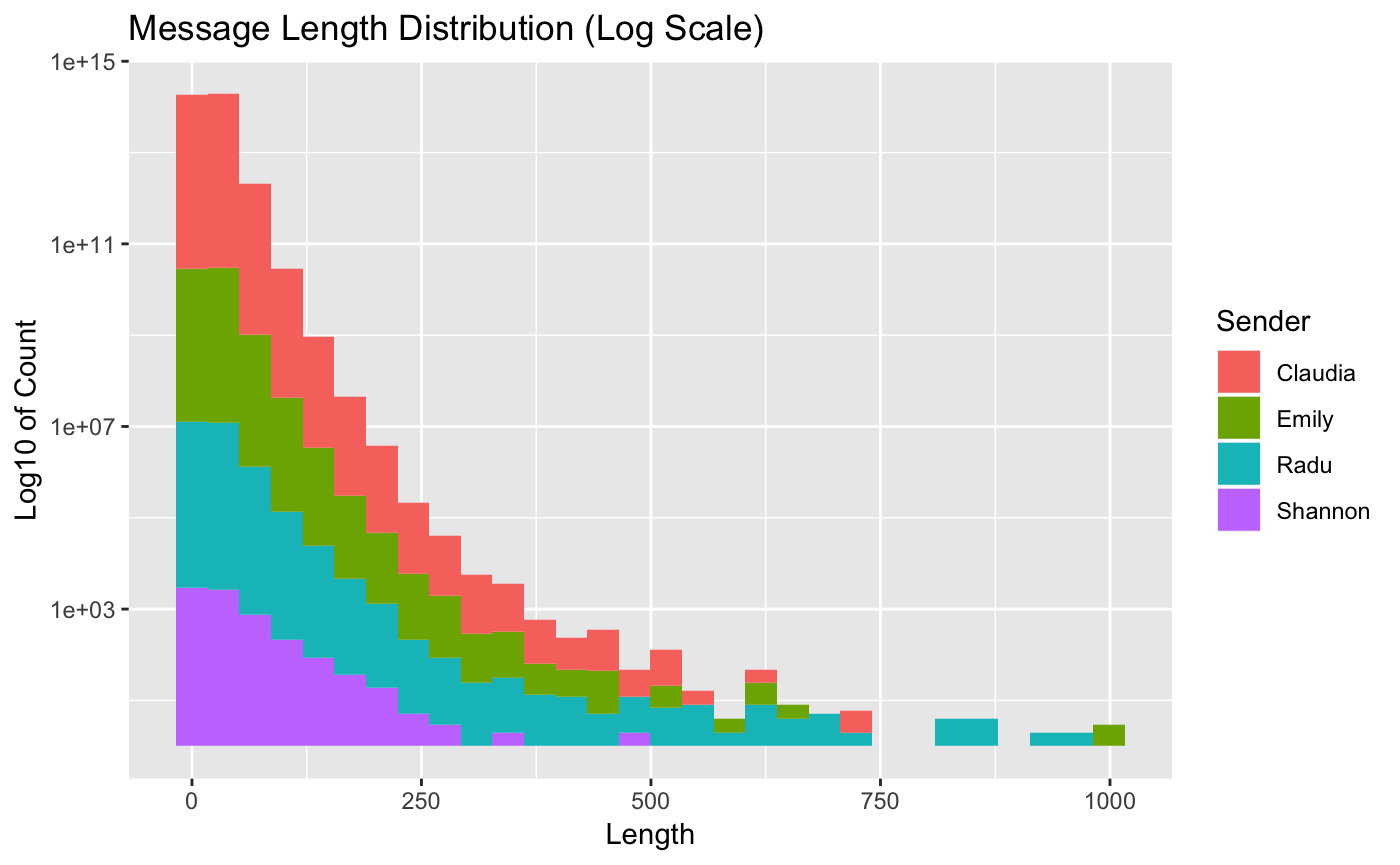 Message Length Distribution (Log Scale)
1e+15
1e+11
1e+07
1e+03
Log10 of Count
0 250 500 750 1000
Length
Sender
Claudia
Emily
Radu
Shannon